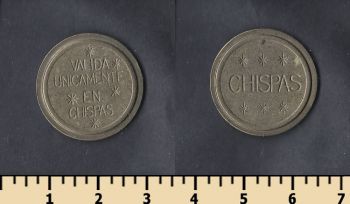 VALIDA
UNICAMENTE
EN
CHISPAS
CHISPAS
1 2 3 4 5 6 7